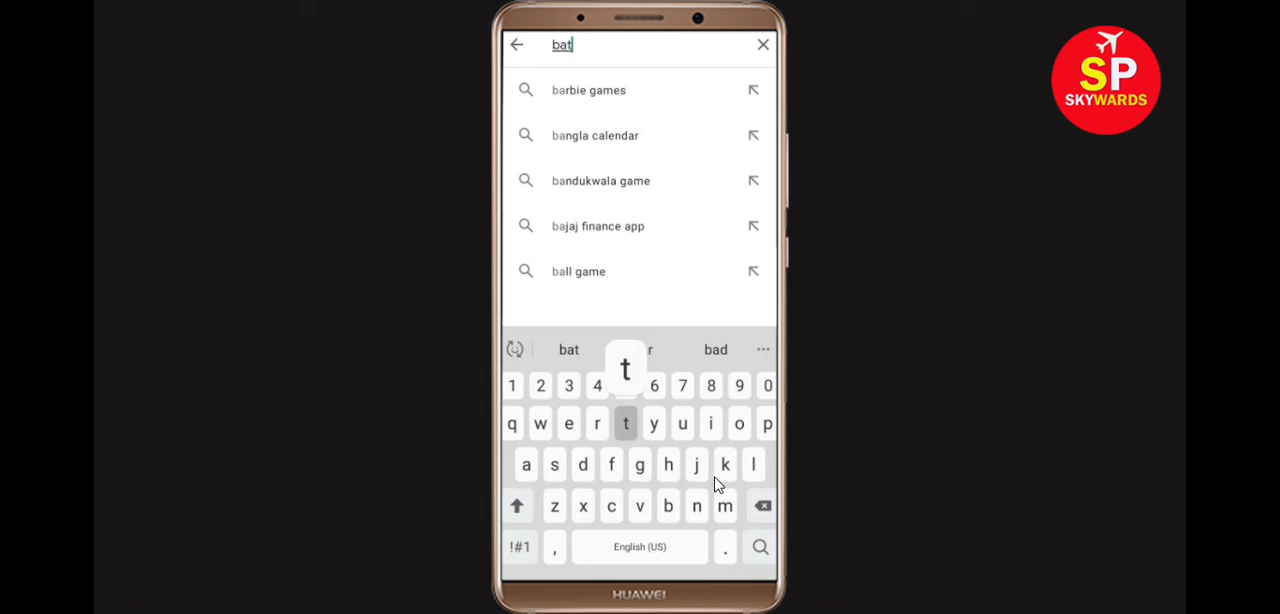 bat
SP
SKYWARDS
barbie games
bangla calendar
bandukwala game
bajaj finance app
ball game
bat r bad ...
t
1 2 3 4 6 7 8 9 0
q w e r t y u i o p
a s d f g h j k l
z x c v b n m
!#1 , English (US) .
HUAWEI